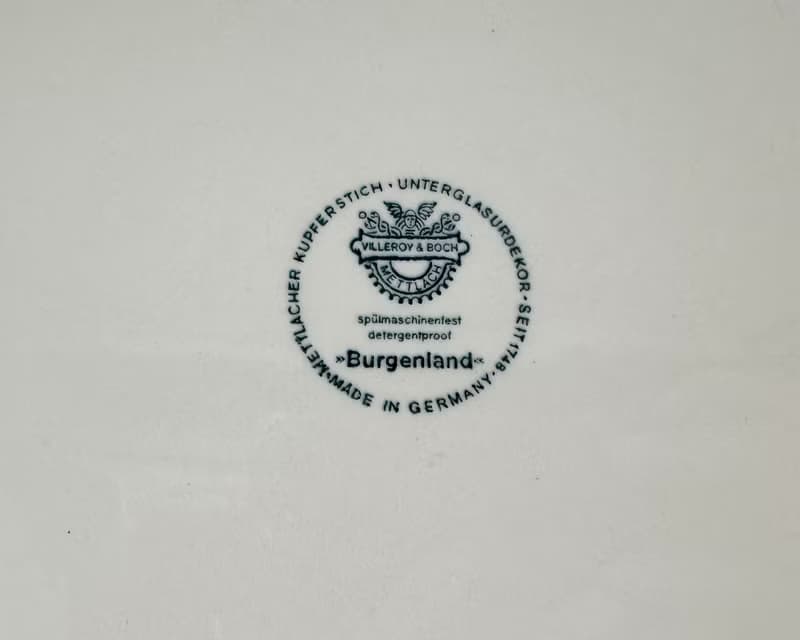 METTLACHER KUPFERSTICH · UNTERGLASURDEKOR · SEIT 1748 · MADE IN GERMANY ·
VILLEROY & BOCH
METTLACH
spülmaschinenfest
detergentproof
»Burgenland«